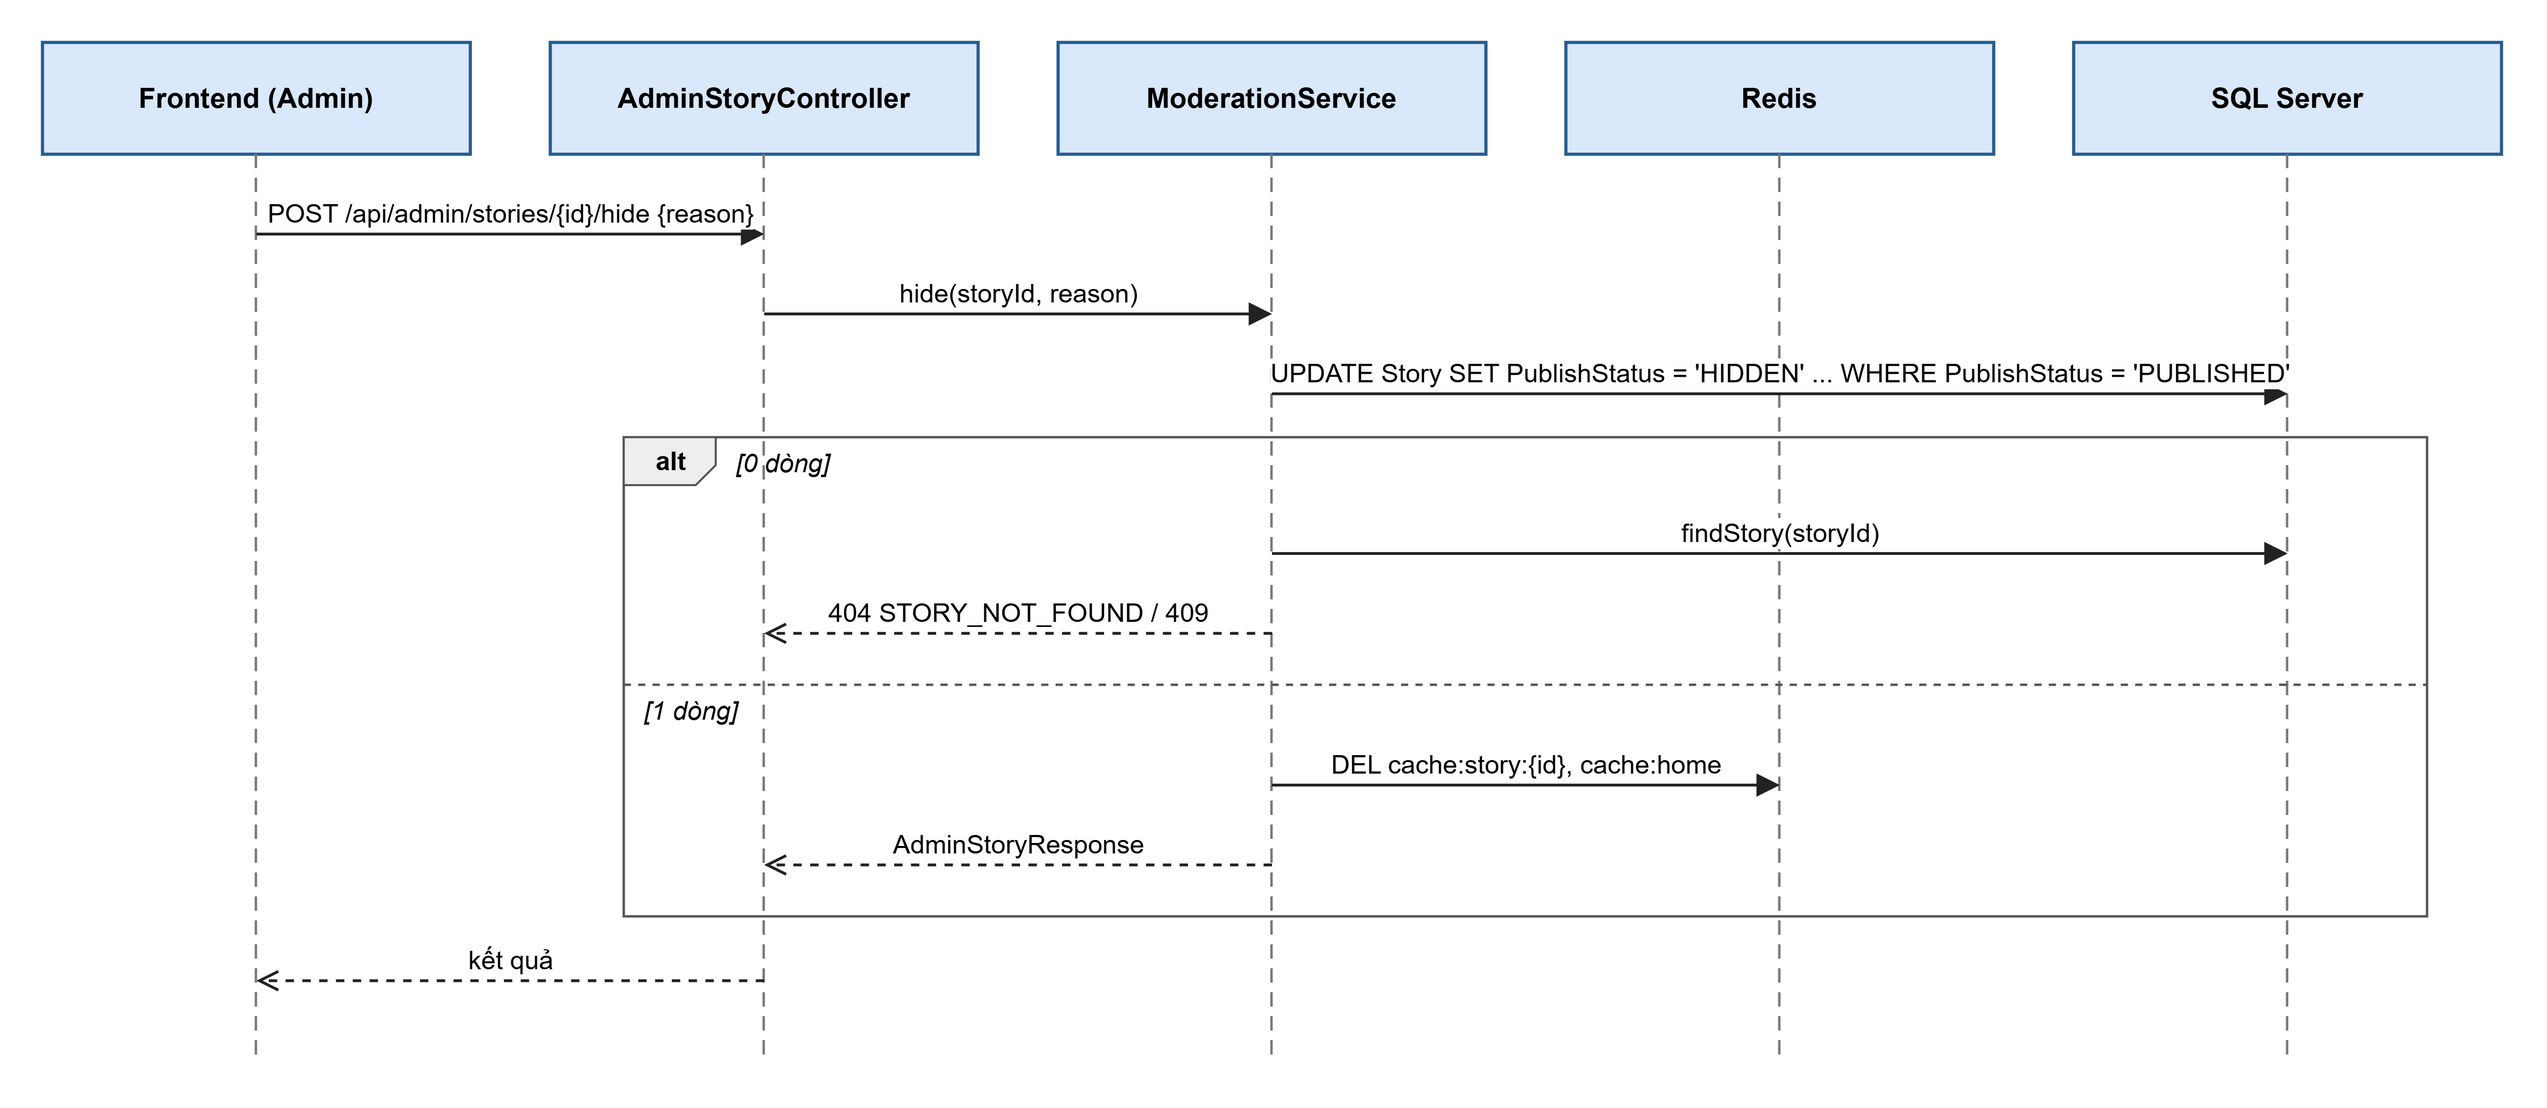 Frontend (Admin)
AdminStoryController
ModerationService
Redis
SQL Server
POST /api/admin/stories/{id}/hide {reason}
hide(storyId, reason)
UPDATE Story SET PublishStatus = 'HIDDEN' ... WHERE PublishStatus = 'PUBLISHED'
alt
[0 dòng]
findStory(storyId)
404 STORY_NOT_FOUND / 409
[1 dòng]
DEL cache:story:{id}, cache:home
AdminStoryResponse
kết quả